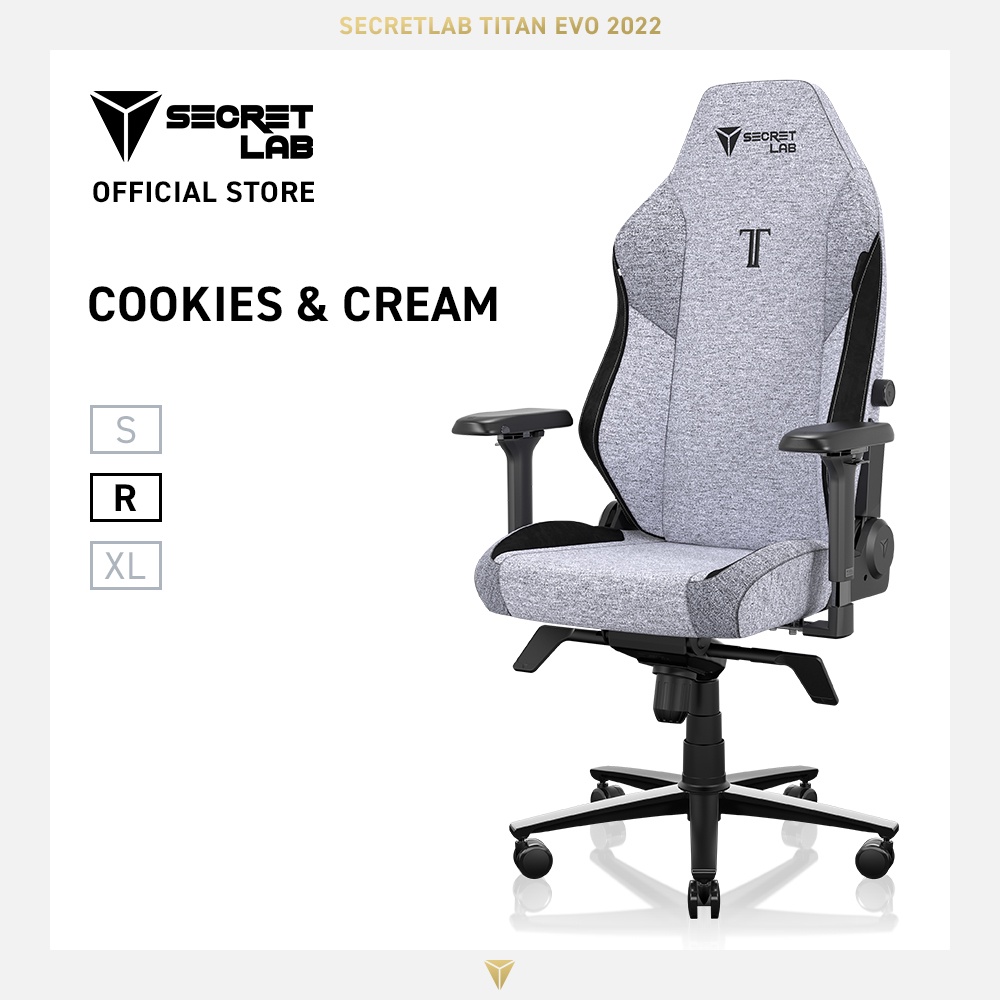 SECRETLAB TITAN EVO 2022
SECRET
LAB
OFFICIAL STORE
COOKIES & CREAM
S
R
XL
SECRET
LAB
T